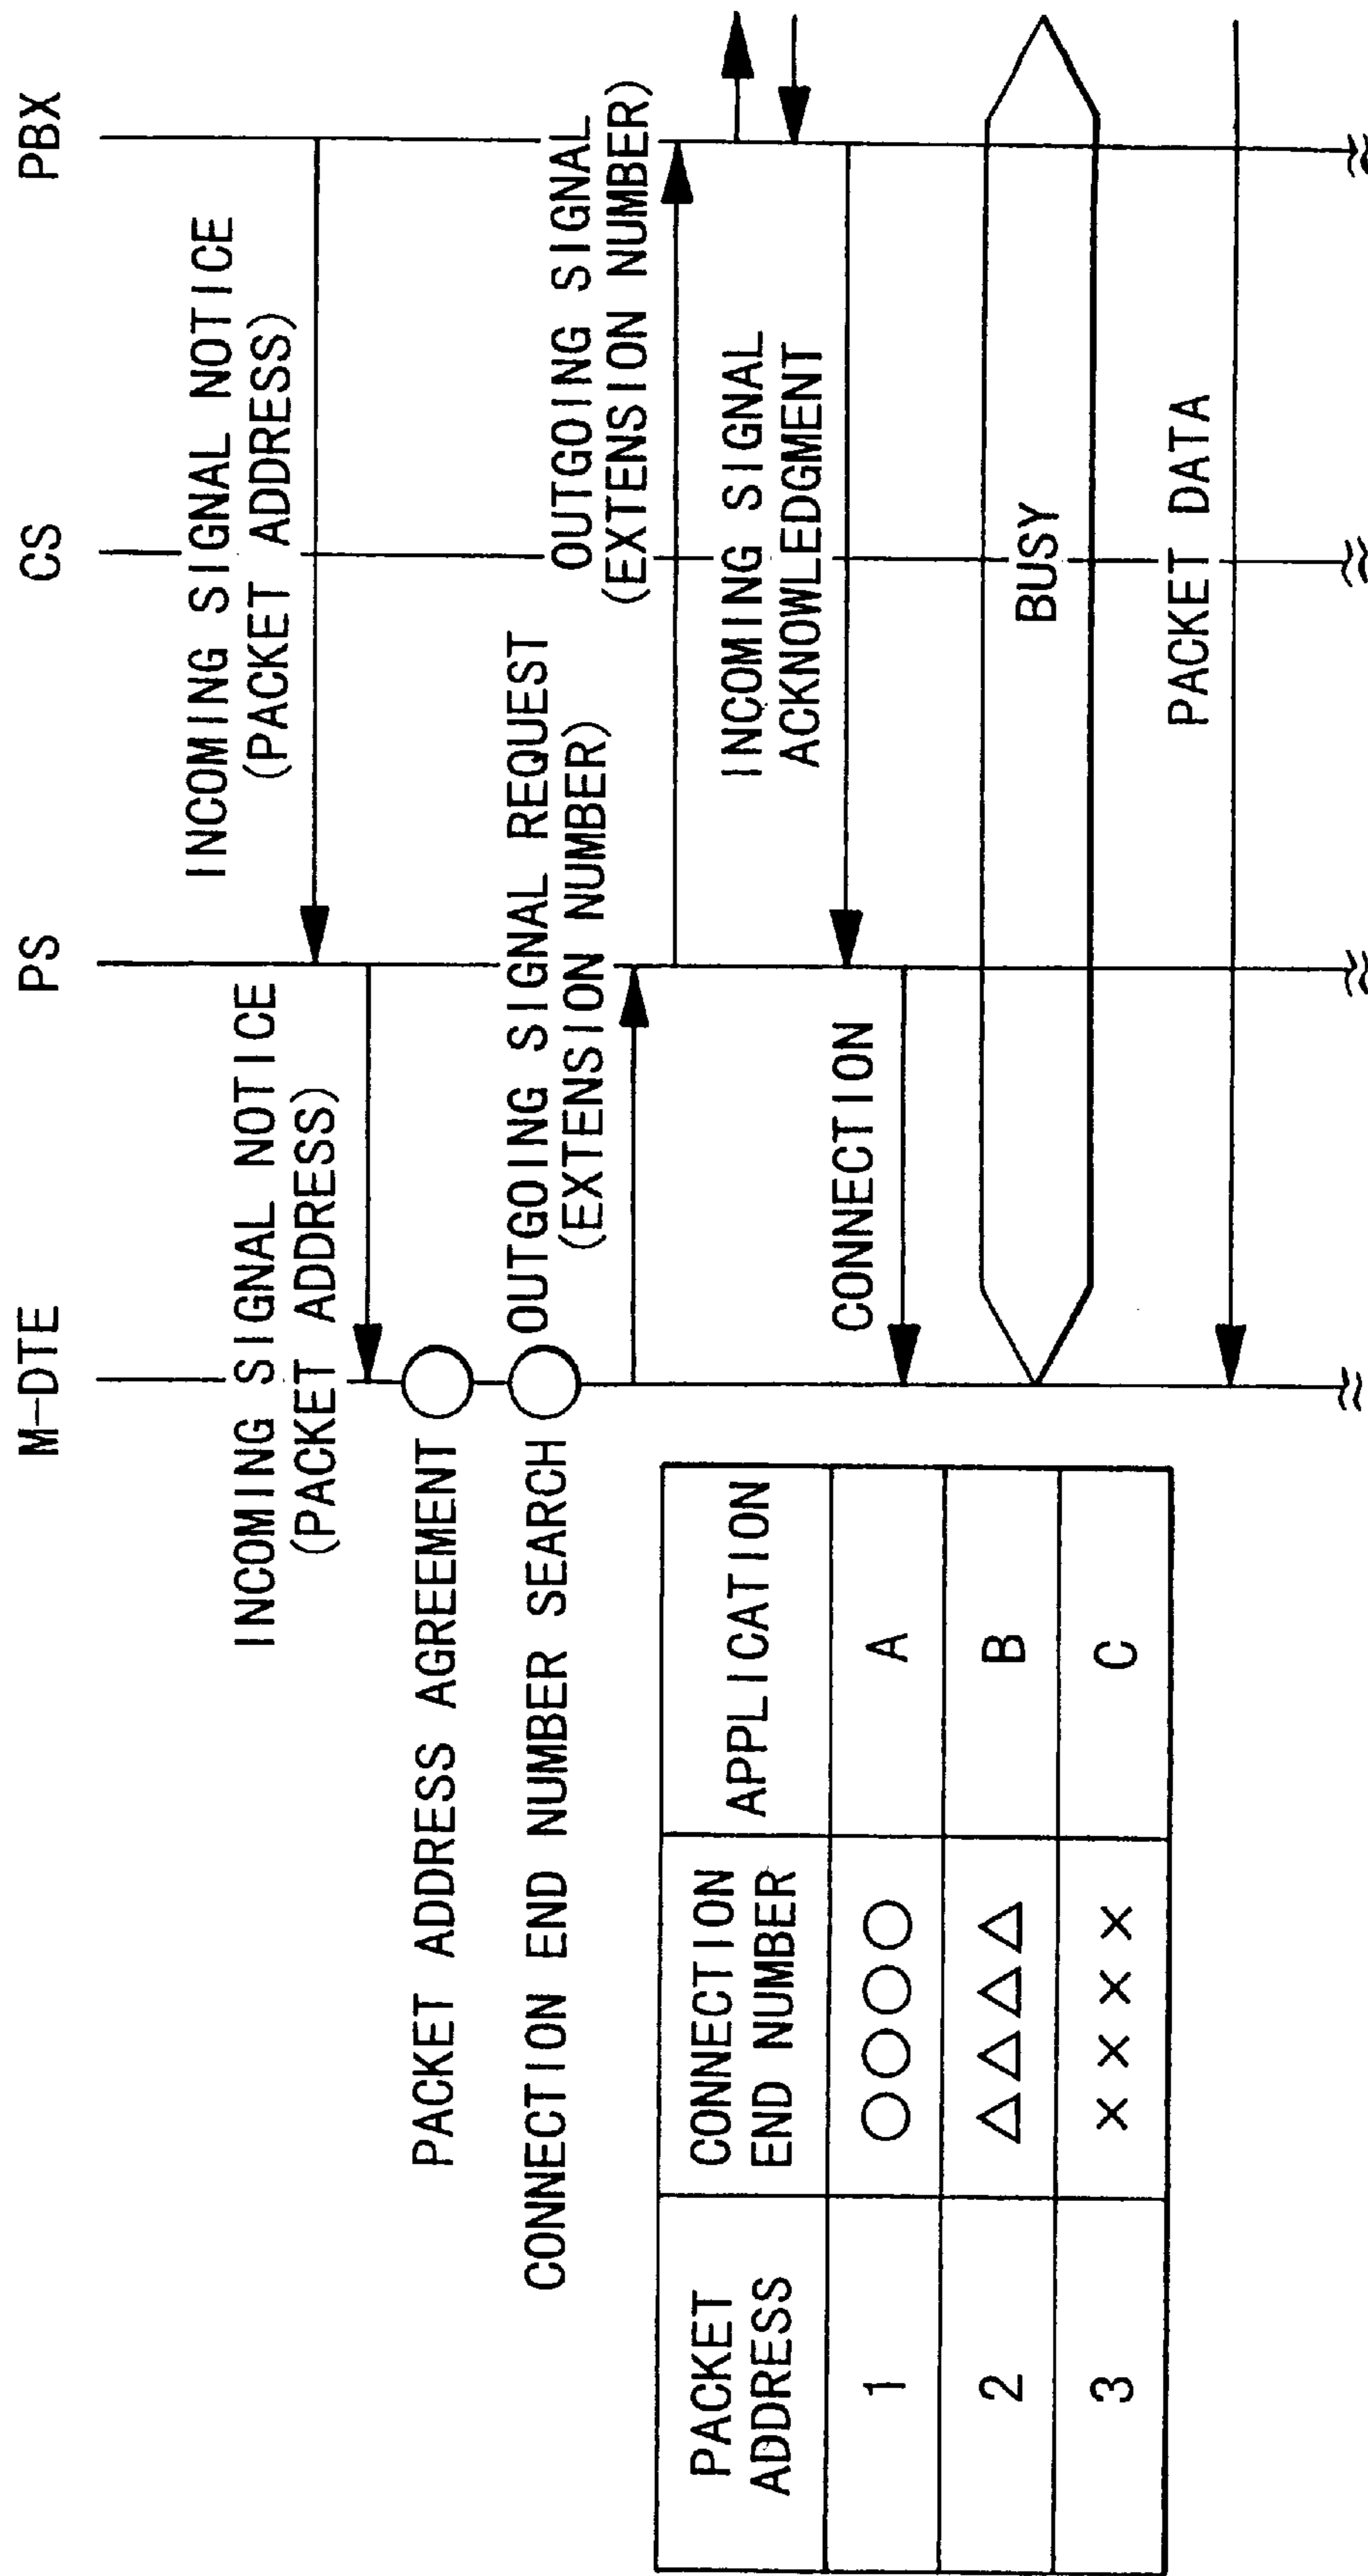 M-DTE
PS
CS
PBX
INCOMING SIGNAL NOTICE
(PACKET ADDRESS)
INCOMING SIGNAL NOTICE
(PACKET ADDRESS)
PACKET ADDRESS AGREEMENT
CONNECTION END NUMBER SEARCH
OUTGOING SIGNAL REQUEST
(EXTENSION NUMBER)
OUTGOING SIGNAL
(EXTENSION NUMBER)
INCOMING SIGNAL
ACKNOWLEDGMENT
CONNECTION
BUSY
PACKET DATA
PACKET
ADDRESS
CONNECTION
END NUMBER
APPLICATION
1 ○○○○ A
2 △△△△ B
3 ×××× C